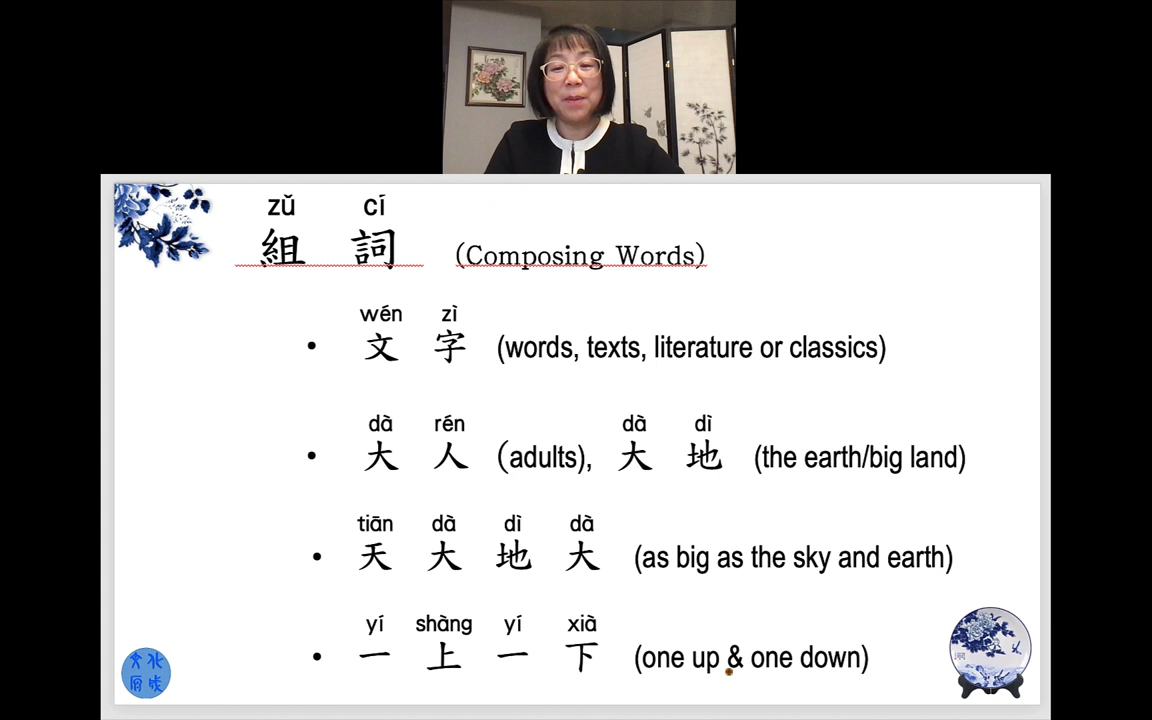 zǔ cí
組 詞 (Composing Words)
wén zì
• 文 字 (words, texts, literature or classics)
dà rén dà dì
• 大 人 (adults), 大 地 (the earth/big land)
tiān dà dì dà
• 天 大 地 大 (as big as the sky and earth)
yí shàng yí xià
• 一 上 一 下 (one up & one down)